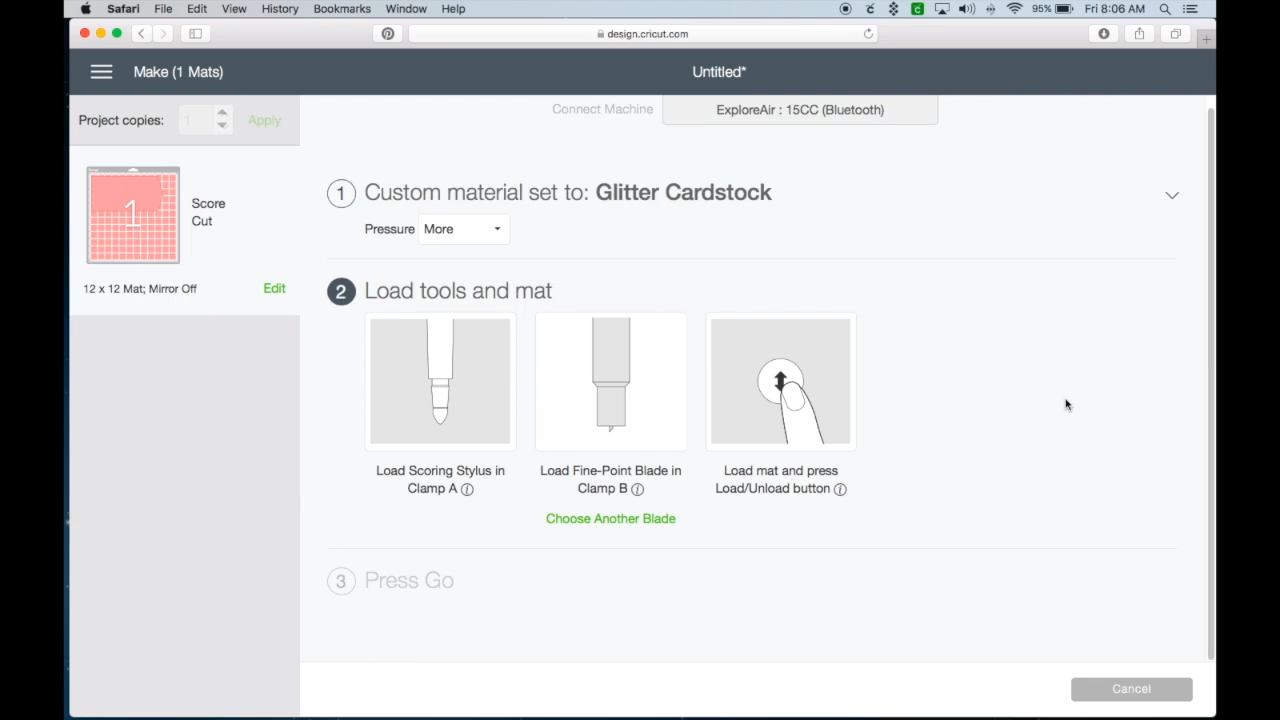 Safari File Edit View History Bookmarks Window Help 95% Fri 8:06 AM
design.cricut.com
Make (1 Mats) Untitled*
Project copies: 1 Apply
Connect Machine ExploreAir : 15CC (Bluetooth)
1
Score
Cut
12 x 12 Mat; Mirror Off Edit
1 Custom material set to: Glitter Cardstock
Pressure More
2 Load tools and mat
Load Scoring Stylus in
Clamp A
Load Fine-Point Blade in
Clamp B
Choose Another Blade
Load mat and press
Load/Unload button
3 Press Go
Cancel